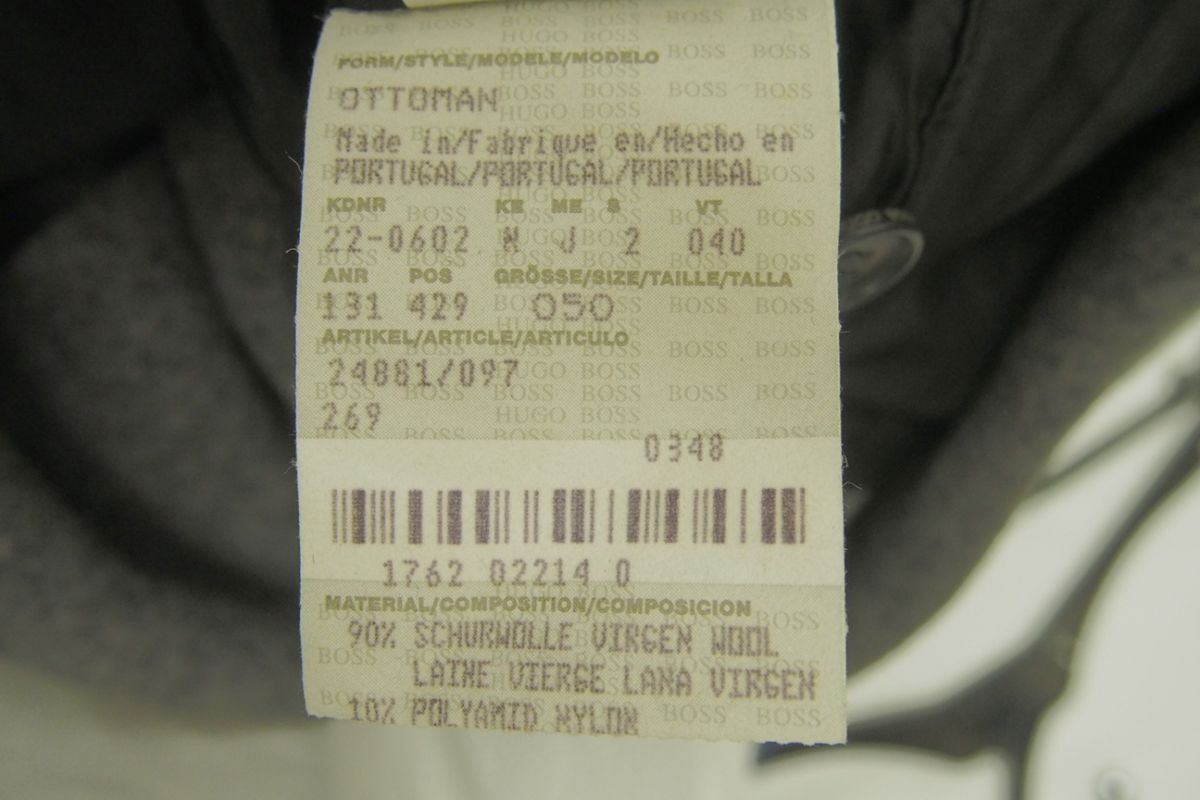 FORM/STYLE/MODELE/MODELO
OTTOMAN
Made in/Fabrique en/Hecho en
PORTUGAL/PORTUGAL/PORTUGAL
KDNR KE ME S VT
22-0602 N J 2 040
ANR POS GRÖSSE/SIZE/TAILLE/TALLA
131 429 050
ARTIKEL/ARTICLE/ARTICULO
24881/097
269
0348
1762 02214 0
MATERIAL/COMPOSITION/COMPOSICION
90% SCHURWOLLE VIRGEN WOOL
LAINE VIERGE LANA VIRGEN
10% POLYAMID NYLON
HUGO BOSS